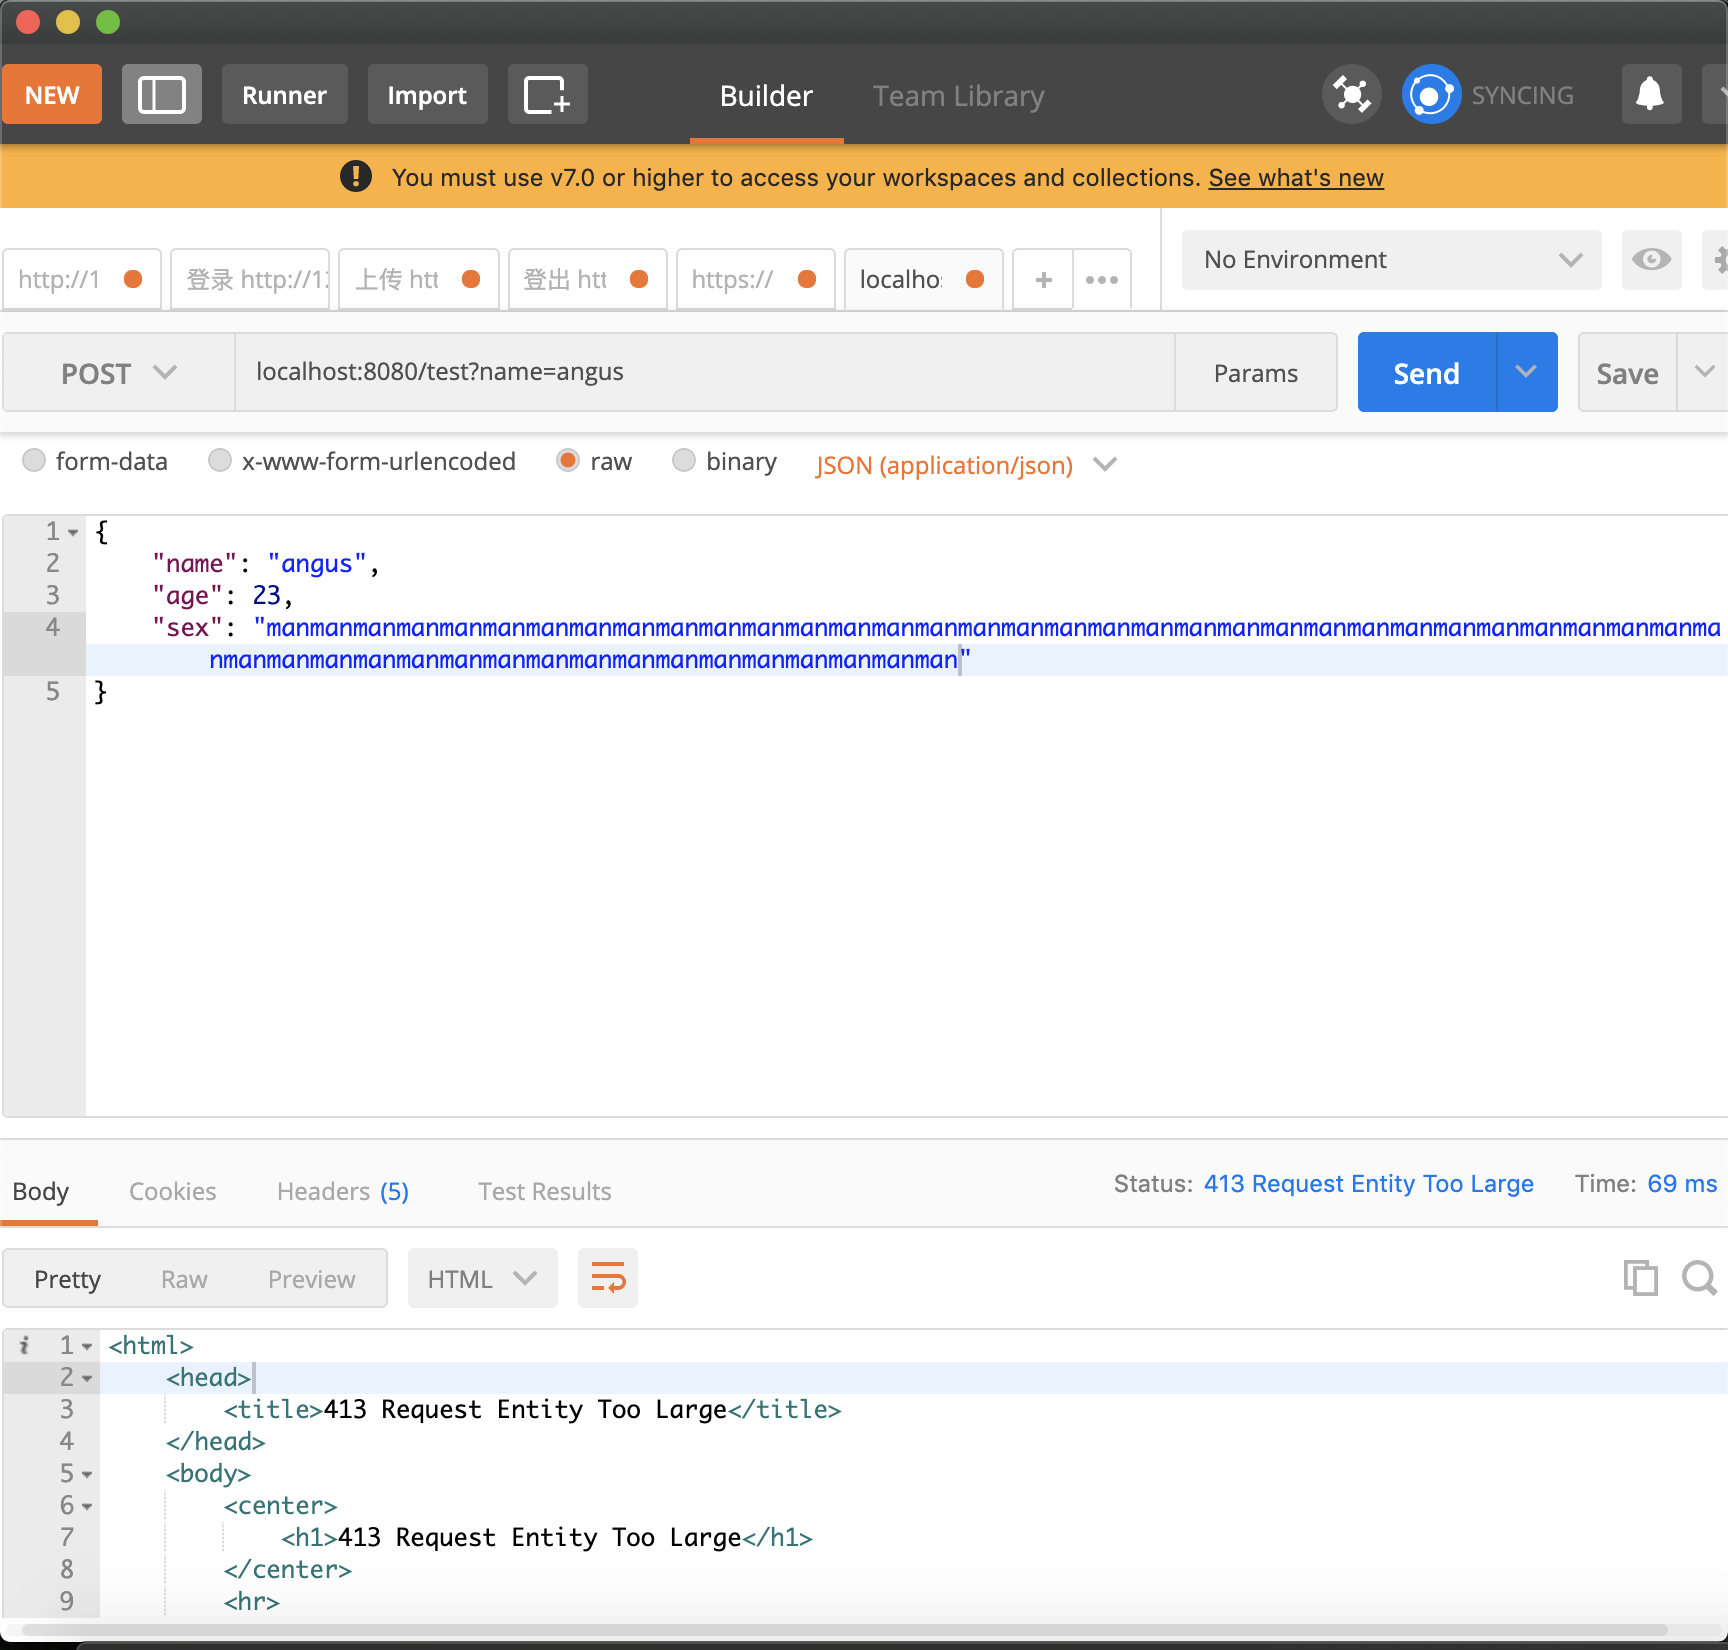 NEW Runner Import Builder Team Library SYNCING
You must use v7.0 or higher to access your workspaces and collections. See what's new
http://1 登录 http://12 上传 htt 登出 htt https:// localhos + ••• No Environment
POST localhost:8080/test?name=angus Params Send Save
form-data x-www-form-urlencoded raw binary JSON (application/json)
1 {
2 "name": "angus",
3 "age": 23,
4 "sex": "manmanmanmanmanmanmanmanmanmanmanmanmanmanmanmanmanmanmanmanmanmanmanmanmanmanmanmanmanmanmanmanmanma
nmanmanmanmanmanmanmanmanmanmanmanmanmanmanmanmanman"
5 }
Body Cookies Headers (5) Test Results Status: 413 Request Entity Too Large Time: 69 ms
Pretty Raw Preview HTML
i 1 <html>
2 <head>
3 <title>413 Request Entity Too Large</title>
4 </head>
5 <body>
6 <center>
7 <h1>413 Request Entity Too Large</h1>
8 </center>
9 <hr>